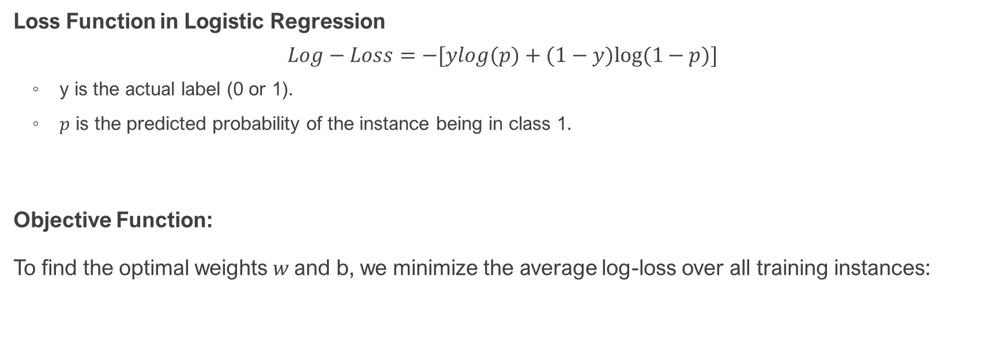 Loss Function in Logistic Regression
Log − Loss = −[ylog(p) + (1 − y)log(1 − p)]
◦ y is the actual label (0 or 1).
◦ p is the predicted probability of the instance being in class 1.
Objective Function:
To find the optimal weights w and b, we minimize the average log-loss over all training instances: